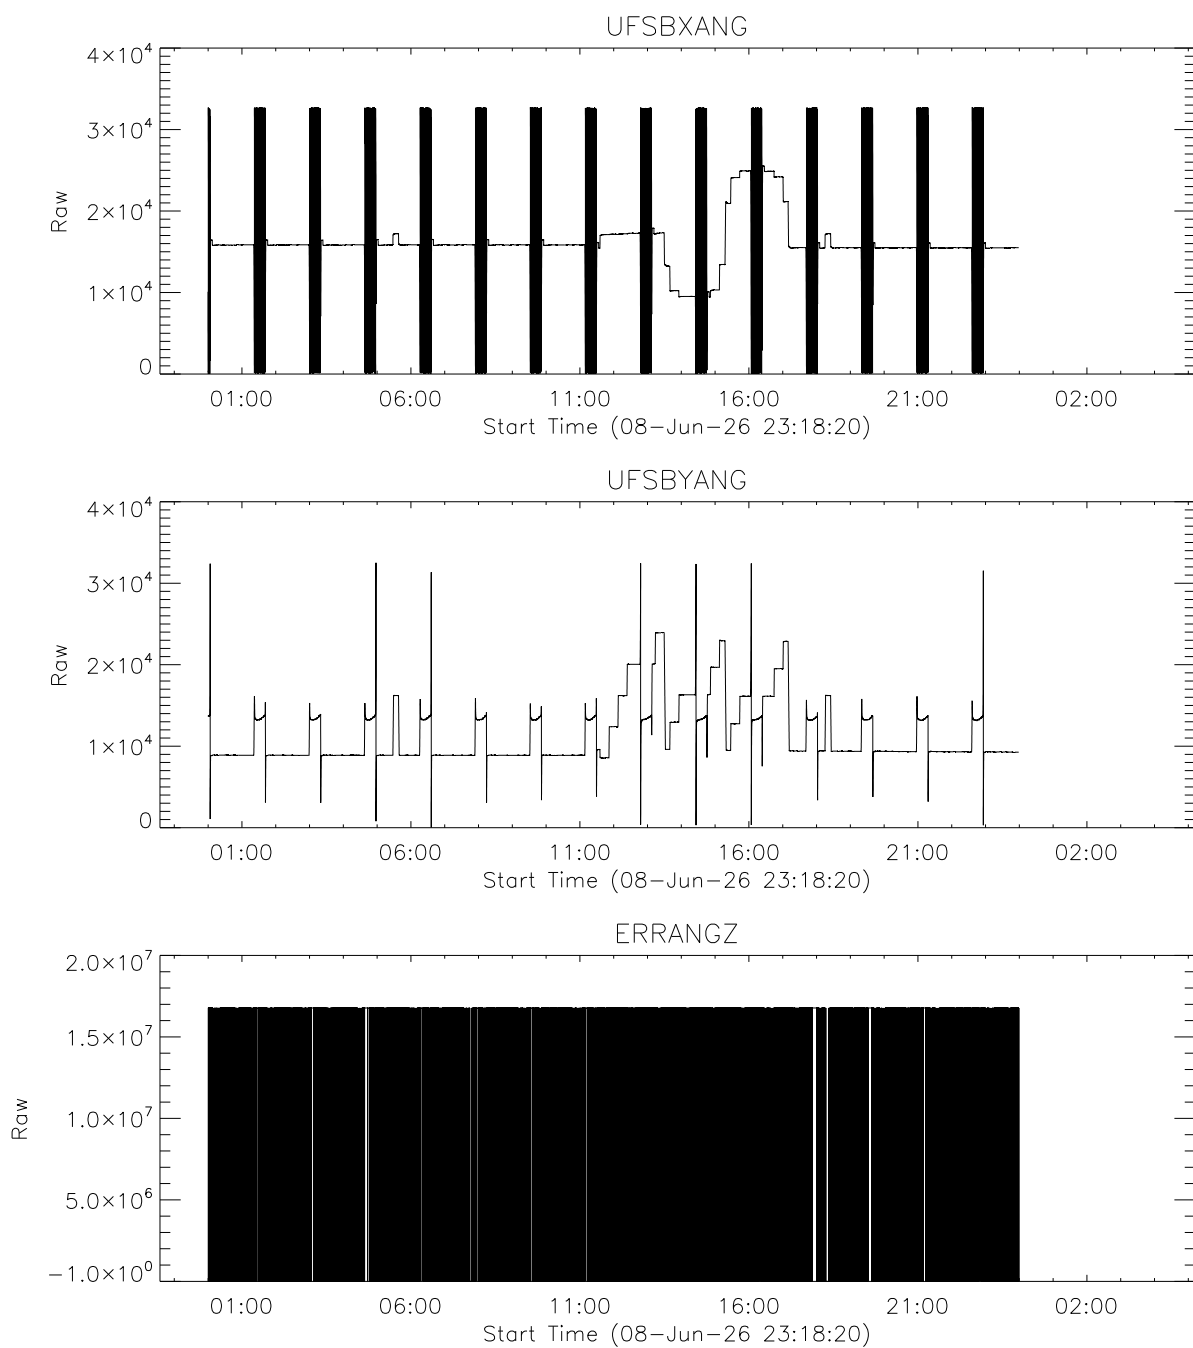 UFSBXANG
4×10⁴
3×10⁴
2×10⁴
1×10⁴
0
Raw
01:00 06:00 11:00 16:00 21:00 02:00
Start Time (08-Jun-26 23:18:20)
UFSBYANG
4×10⁴
3×10⁴
2×10⁴
1×10⁴
0
Raw
01:00 06:00 11:00 16:00 21:00 02:00
Start Time (08-Jun-26 23:18:20)
ERRANGZ
2.0×10⁷
1.5×10⁷
1.0×10⁷
5.0×10⁶
-1.0×10⁰
Raw
01:00 06:00 11:00 16:00 21:00 02:00
Start Time (08-Jun-26 23:18:20)